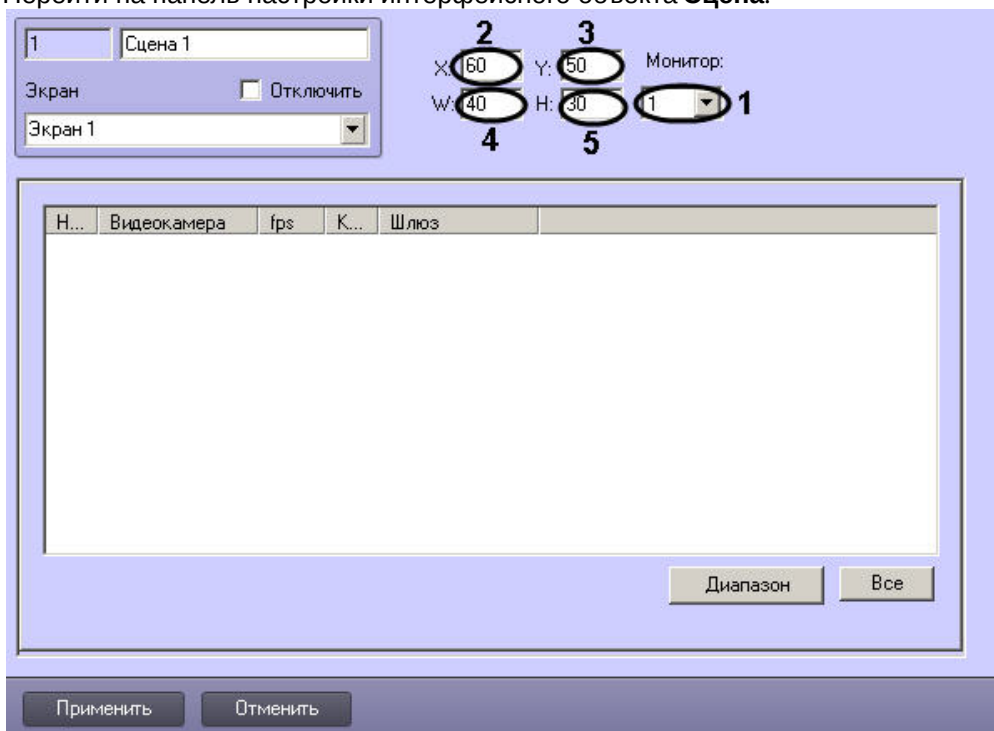 Перейти на панель настройки интерфейсного объекта Сцена.
1 Сцена 1
Экран Отключить
Экран 1
2 3
X: 60 Y: 50 Монитор:
W: 40 H: 30 1 1
4 5
Н... Видеокамера fps К... Шлюз
Диапазон Все
Применить Отменить